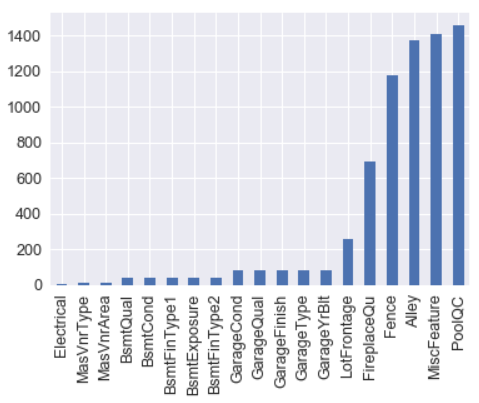 1400
1200
1000
800
600
400
200
0
Electrical
MasVnrType
MasVnrArea
BsmtQual
BsmtCond
BsmtFinType1
BsmtExposure
BsmtFinType2
GarageCond
GarageQual
GarageFinish
GarageType
GarageYrBlt
LotFrontage
FireplaceQu
Fence
Alley
MiscFeature
PoolQC